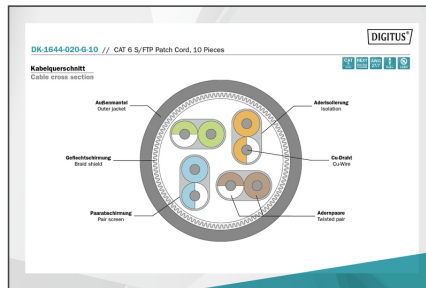 DIGITUS®
DK-1644-020-G-10 // CAT 6 S/FTP Patch Cord, 10 Pieces
Kabelquerschnitt
Cable cross section
Außenmantel
Outer jacket
Aderisolierung
Isolation
Geflechtschirmung
Braid shield
Cu-Draht
Cu-Wire
Paarabschirmung
Pair screen
Adernpaare
Twisted pair